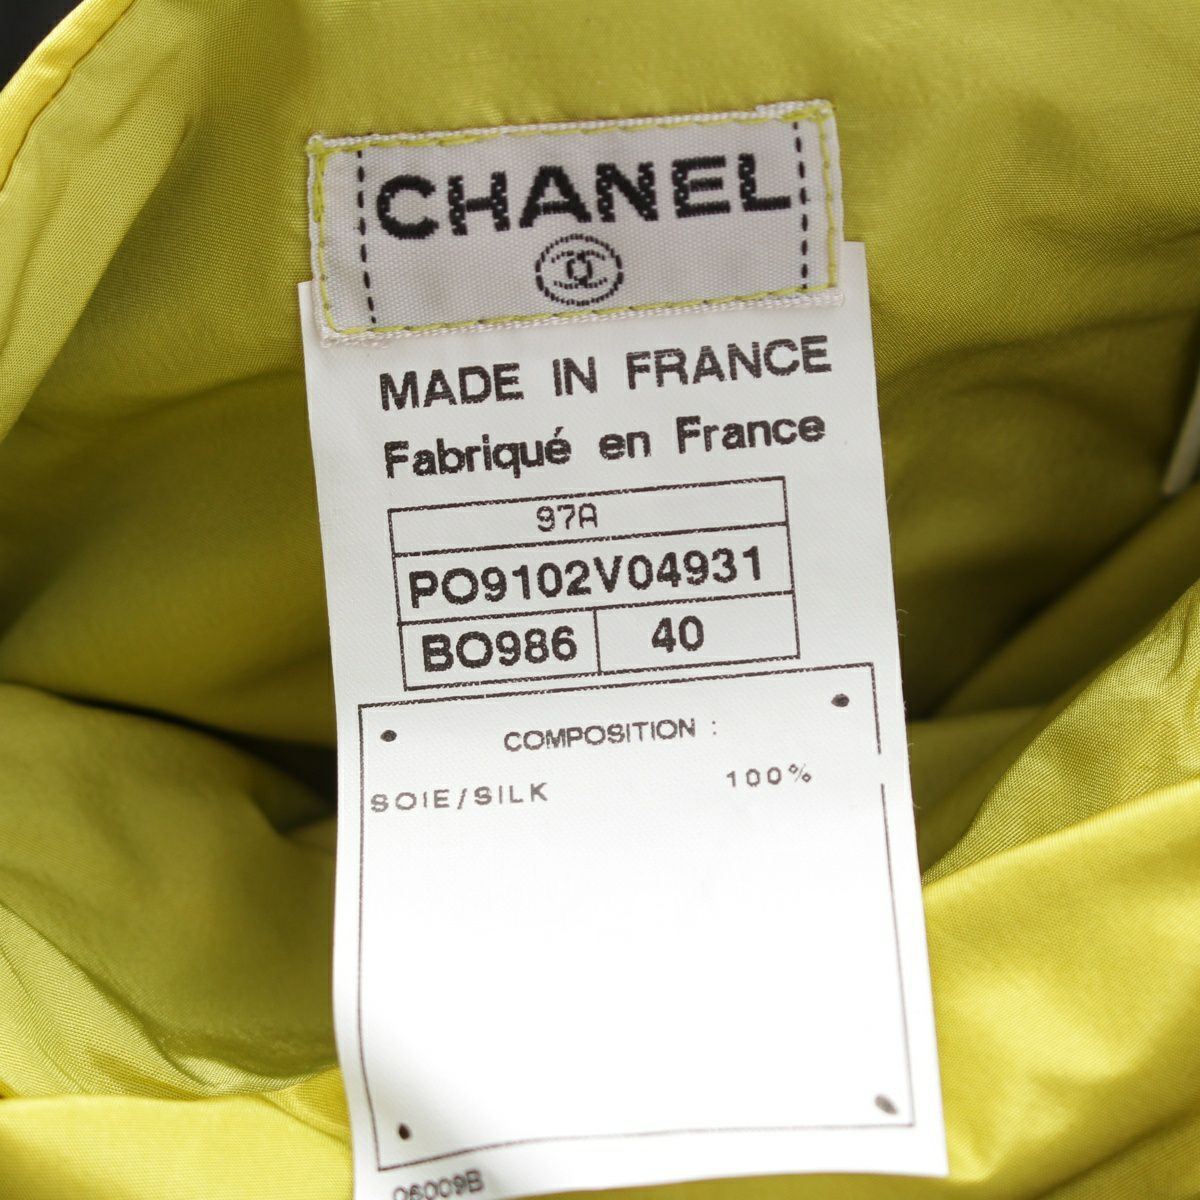 CHANEL
MADE IN FRANCE
Fabriqué en France
97A
PO9102V04931
BO986 40
COMPOSITION :
SOIE/SILK 100%
06009B